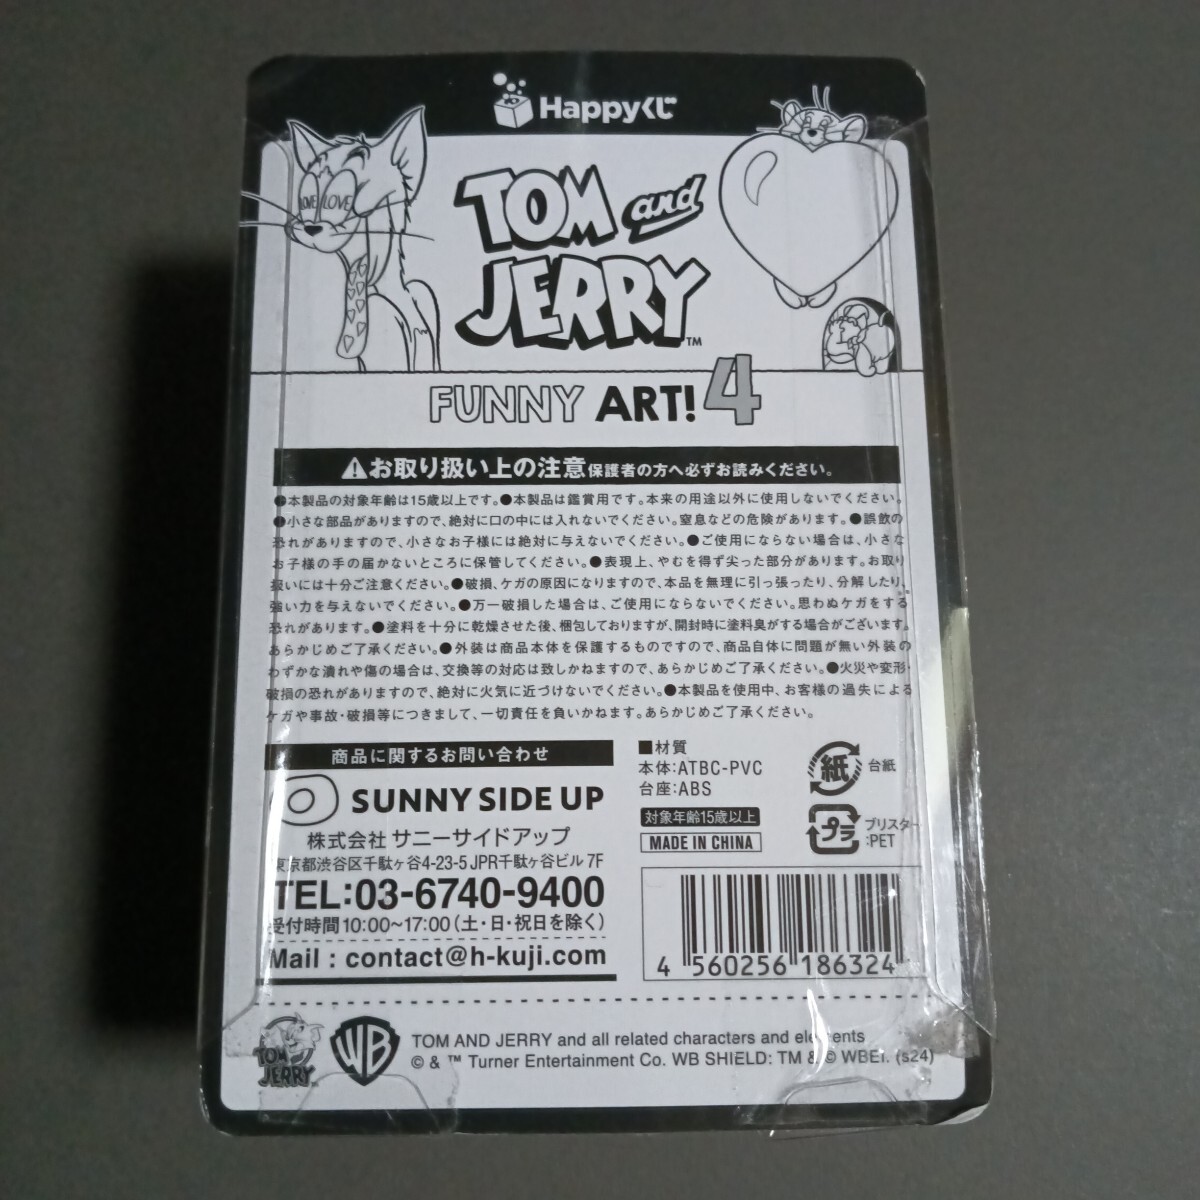 Happyくじ
LOVE LOVE
TOM and
JERRY™
FUNNY ART! 4
⚠お取り扱い上の注意 保護者の方へ必ずお読みください。
●本製品の対象年齢は15歳以上です。●本製品は鑑賞用です。本来の用途以外に使用しないでください。
●小さな部品がありますので、絶対に口の中には入れないでください。窒息などの危険があります。●誤飲の
恐れがありますので、小さなお子様には絶対に与えないでください。●ご使用にならない場合は、小さな
お子様の手の届かないところに保管してください。●表現上、やむを得ず尖った部分があります。お取り
扱いには十分ご注意ください。●破損、ケガの原因になりますので、本品を無理に引っ張ったり、分解したり、
強い力を与えないでください。●万一破損した場合は、ご使用にならないでください。思わぬケガをする
恐れがあります。●塗料を十分に乾燥させた後、梱包しておりますが、開封時に塗料臭がする場合がございます。
あらかじめご了承ください。●外装は商品本体を保護するものですので、商品自体に問題が無い外装の
わずかな潰れや傷の場合は、交換等の対応は致しかねますので、あらかじめご了承ください。●火災や変形・
破損の恐れがありますので、絶対に火気に近づけないでください。●本製品を使用中、お客様の過失による
ケガや事故・破損等につきまして、一切責任を負いかねます。あらかじめご了承ください。
商品に関するお問い合わせ
SUNNY SIDE UP
株式会社 サニーサイドアップ
東京都渋谷区千駄ヶ谷4-23-5 JPR千駄ヶ谷ビル 7F
TEL:03-6740-9400
受付時間 10:00~17:00(土・日・祝日を除く)
Mail : contact@h-kuji.com
■材質
本体:ATBC-PVC
台座:ABS
対象年齢15歳以上
MADE IN CHINA
紙 台紙
プラ ブリスター
:PET
4 560256 186324
TOM and JERRY™
WB
TOM AND JERRY and all related characters and elements
© & ™ Turner Entertainment Co. WB SHIELD: TM & © WBEI. (s24)